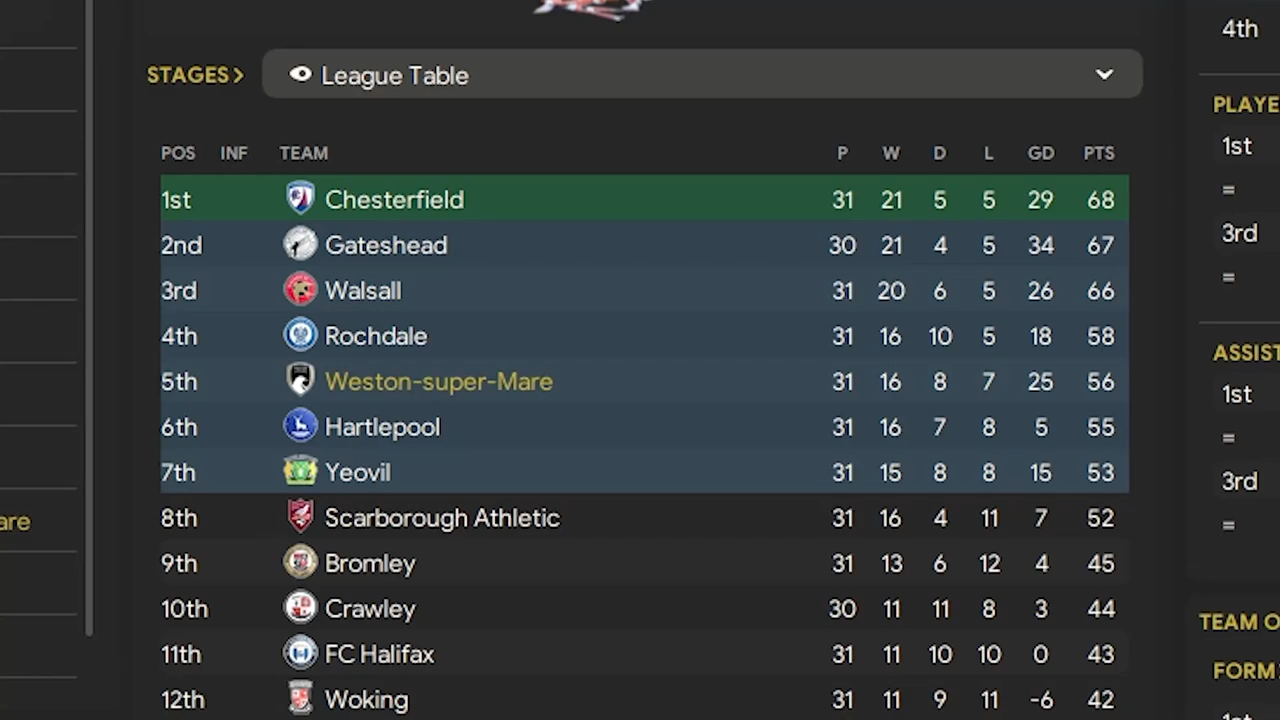 STAGES> League Table
POS INF TEAM P W D L GD PTS
1st Chesterfield 31 21 5 5 29 68
2nd Gateshead 30 21 4 5 34 67
3rd Walsall 31 20 6 5 26 66
4th Rochdale 31 16 10 5 18 58
5th Weston-super-Mare 31 16 8 7 25 56
6th Hartlepool 31 16 7 8 5 55
7th Yeovil 31 15 8 8 15 53
8th Scarborough Athletic 31 16 4 11 7 52
9th Bromley 31 13 6 12 4 45
10th Crawley 30 11 11 8 3 44
11th FC Halifax 31 11 10 10 0 43
12th Woking 31 11 9 11 -6 42
are
4th
PLAYE
1st
=
3rd
=
ASSIST
1st
=
3rd
=
TEAM O
FORM